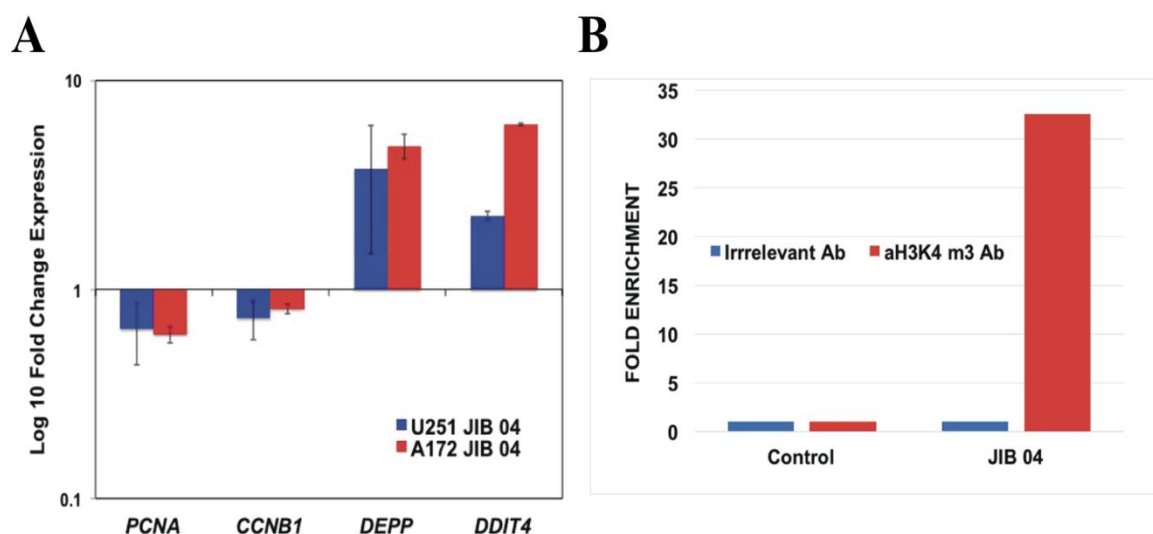 A
Log 10 Fold Change Expression
10
1
0.1
U251 JIB 04
A172 JIB 04
PCNA CCNB1 DEPP DDIT4
B
FOLD ENRICHMENT
35
30
25
20
15
10
5
0
Irrrelevant Ab aH3K4 m3 Ab
Control JIB 04